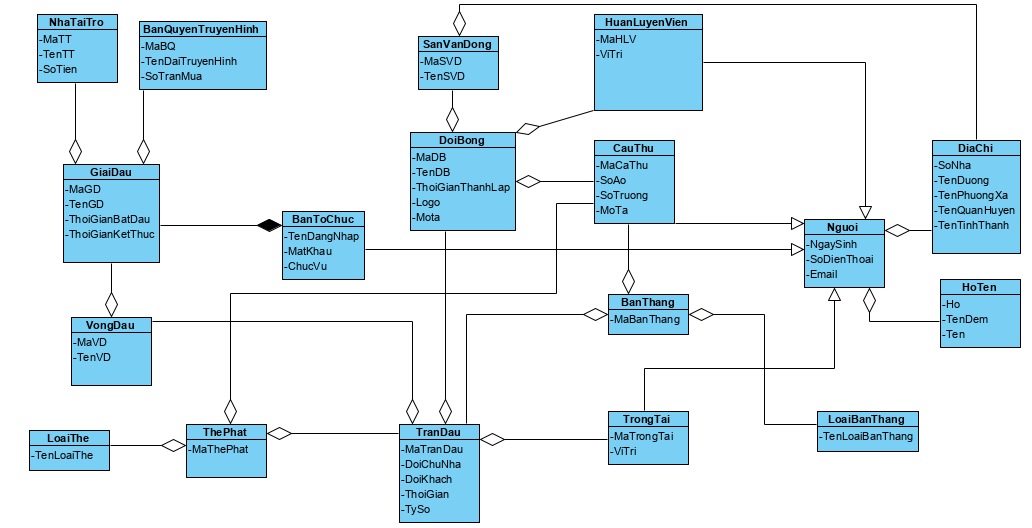 NhaTaiTro
-MaTT
-TenTT
-SoTien
BanQuyenTruyenHinh
-MaBQ
-TenDaiTruyenHinh
-SoTranMua
SanVanDong
-MaSVD
-TenSVD
HuanLuyenVien
-MaHLV
-ViTri
GiaiDau
-MaGD
-TenGD
-ThoiGianBatDau
-ThoiGianKetThuc
DoiBong
-MaDB
-TenDB
-ThoiGianThanhLap
-Logo
-Mota
CauThu
-MaCaThu
-SoAo
-SoTruong
-MoTa
DiaChi
-SoNha
-TenDuong
-TenPhuongXa
-TenQuanHuyen
-TenTinhThanh
BanToChuc
-TenDangNhap
-MatKhau
-ChucVu
Nguoi
-NgaySinh
-SoDienThoai
-Email
HoTen
-Ho
-TenDem
-Ten
BanThang
-MaBanThang
VongDau
-MaVD
-TenVD
LoaiThe
-TenLoaiThe
ThePhat
-MaThePhat
TranDau
-MaTranDau
-DoiChuNha
-DoiKhach
-ThoiGian
-TySo
TrongTai
-MaTrongTai
-ViTri
LoaiBanThang
-TenLoaiBanThang